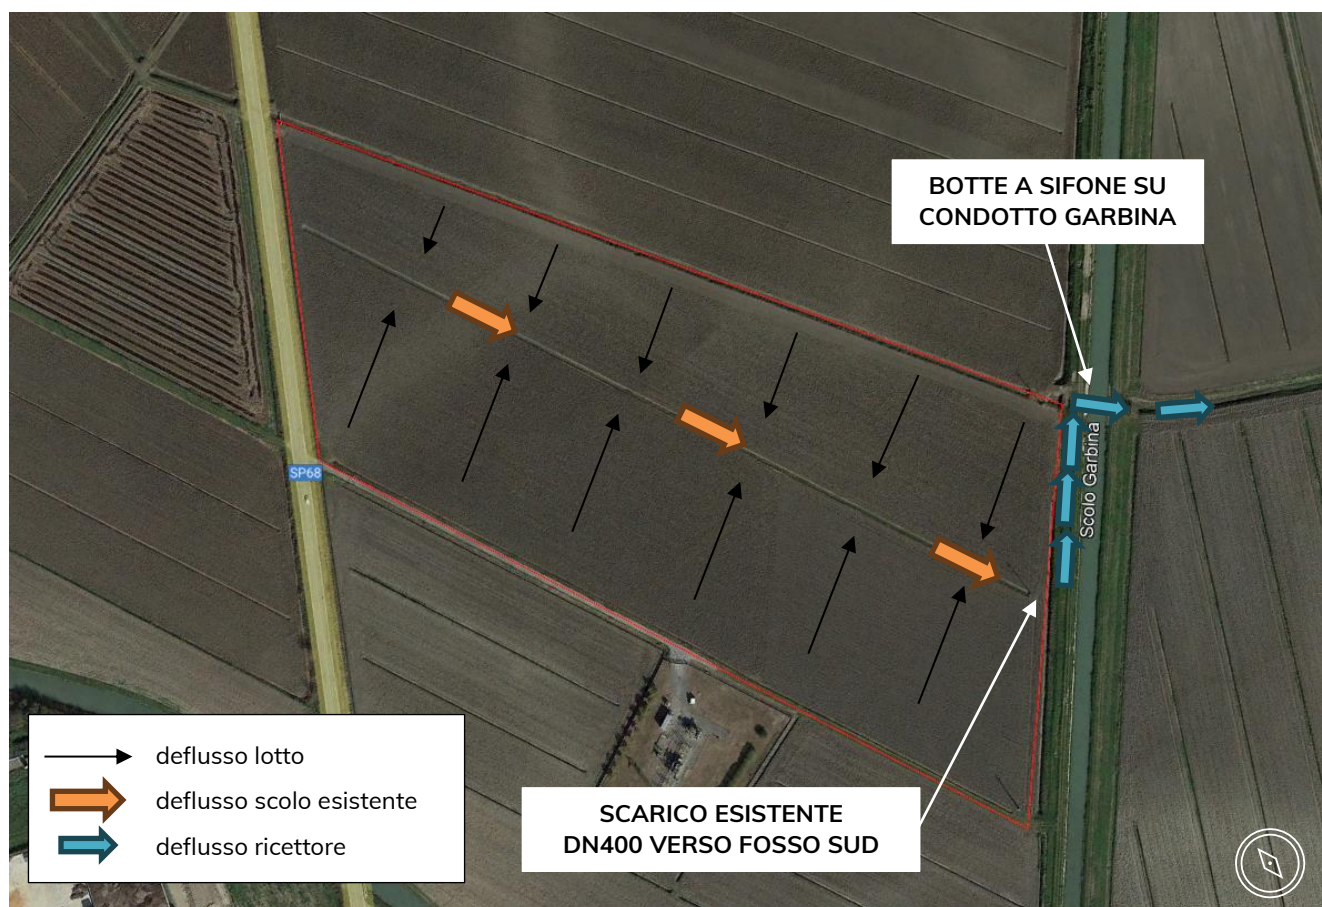 BOTTE A SIFONE SU
CONDOTTO GARBINA
SP68
Scolo Garbina
deflusso lotto
deflusso scolo esistente
deflusso ricettore
SCARICO ESISTENTE
DN400 VERSO FOSSO SUD